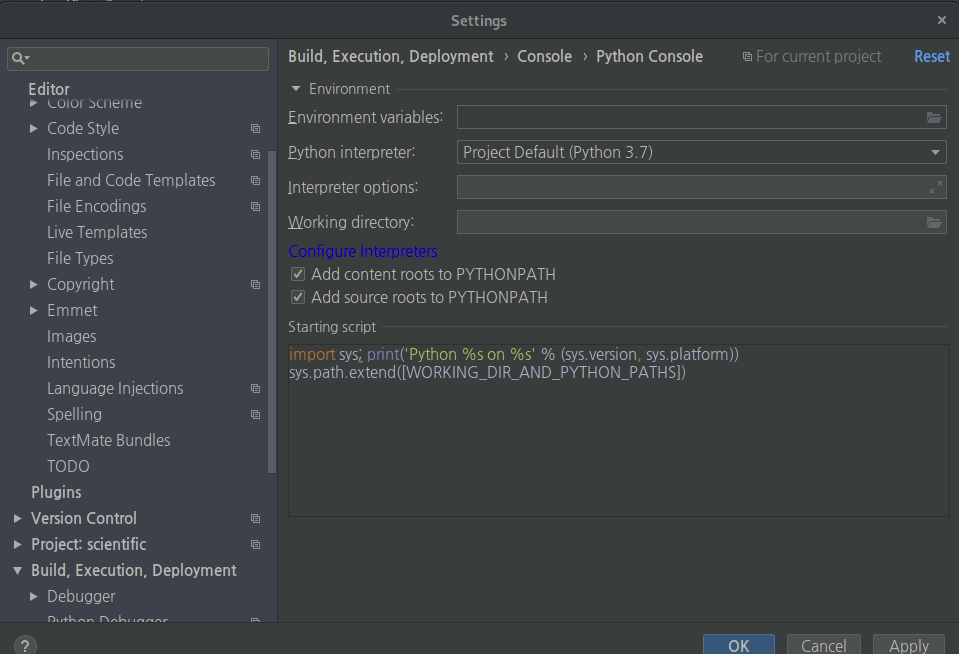 Settings
Build, Execution, Deployment › Console › Python Console
For current project
Reset
Editor
Color Scheme
Code Style
Inspections
File and Code Templates
File Encodings
Live Templates
File Types
Copyright
Emmet
Images
Intentions
Language Injections
Spelling
TextMate Bundles
TODO
Plugins
Version Control
Project: scientific
Build, Execution, Deployment
Debugger
Python Debugger
Environment
Environment variables:
Python interpreter: Project Default (Python 3.7)
Interpreter options:
Working directory:
Configure Interpreters
Add content roots to PYTHONPATH
Add source roots to PYTHONPATH
Starting script
import sys; print('Python %s on %s' % (sys.version, sys.platform))
sys.path.extend([WORKING_DIR_AND_PYTHON_PATHS])
?
OK Cancel Apply